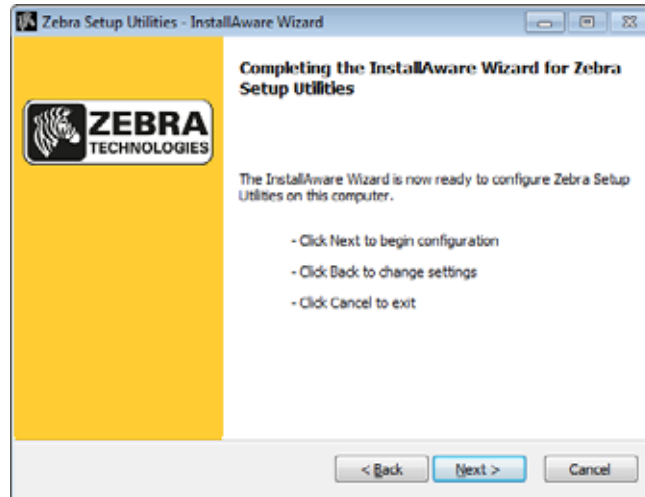 Zebra Setup Utilities - InstallAware Wizard
Completing the InstallAware Wizard for Zebra
Setup Utilities
ZEBRA
TECHNOLOGIES
The InstallAware Wizard is now ready to configure Zebra Setup
Utilities on this computer.
- Click Next to begin configuration
- Click Back to change settings
- Click Cancel to exit
< Back
Next >
Cancel